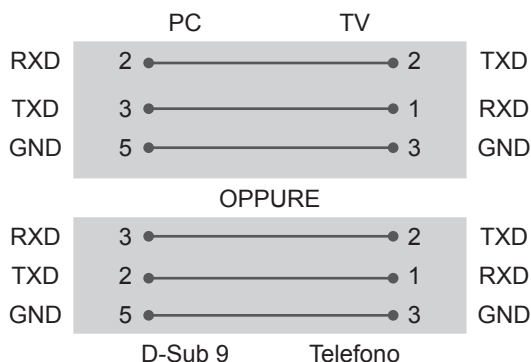 PC TV
RXD 2 2 TXD
TXD 3 1 RXD
GND 5 3 GND
OPPURE
RXD 3 2 TXD
TXD 2 1 RXD
GND 5 3 GND
D-Sub 9 Telefono